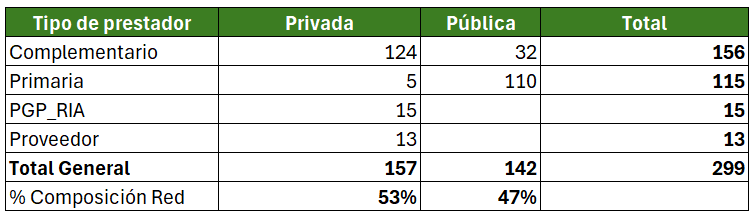 Tipo de prestador Privada Pública Total
Complementario 124 32 156
Primaria 5 110 115
PGP_RIA 15 15
Proveedor 13 13
Total General 157 142 299
% Composición Red 53% 47%